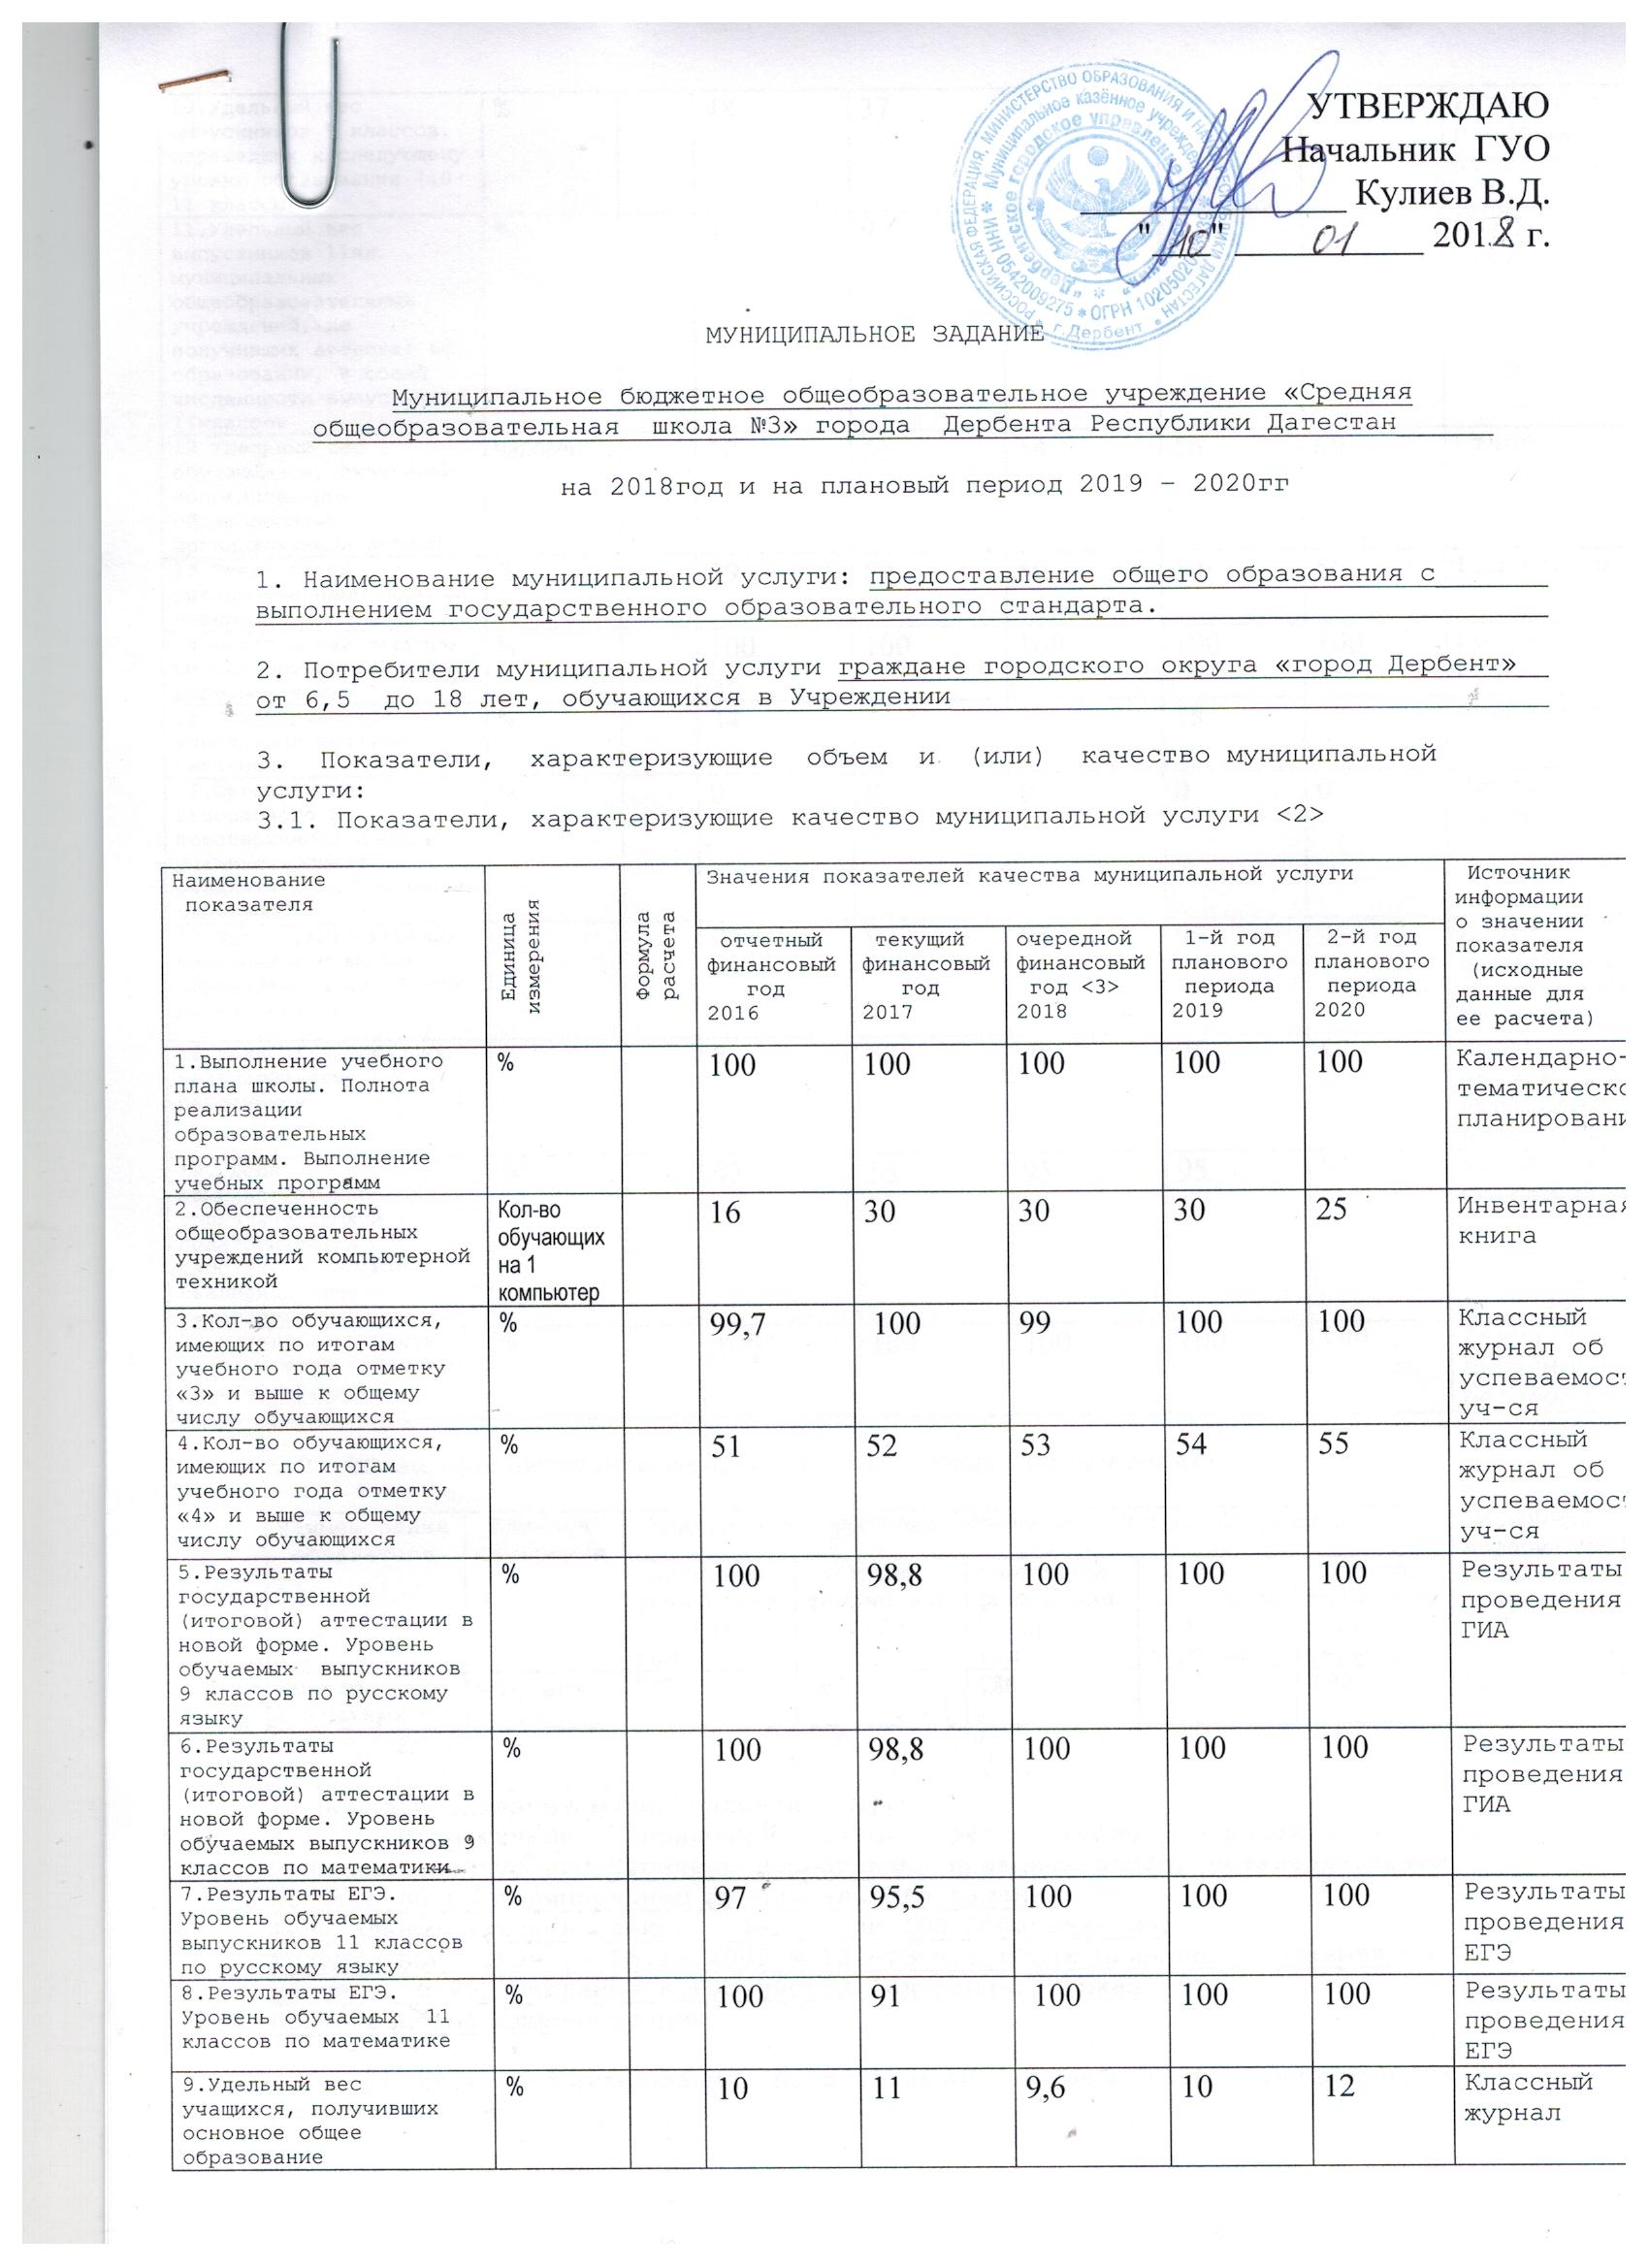 УТВЕРЖДАЮ
Начальник ГУО
Кулиев В.Д.
"10" 01 2018 г.
РОССИЙСКАЯ ФЕДЕРАЦИЯ, МИНИСТЕРСТВО ОБРАЗОВАНИЯ И
Муниципальное казённое учреждение
городское управление
ИНН 0542009275 * ОГРН
г.Дербент
МУНИЦИПАЛЬНОЕ ЗАДАНИЕ
Муниципальное бюджетное общеобразовательное учреждение «Средняя
общеобразовательная школа №3» города Дербента Республики Дагестан
на 2018год и на плановый период 2019 – 2020гг
1. Наименование муниципальной услуги: предоставление общего образования с
выполнением государственного образовательного стандарта.
2. Потребители муниципальной услуги граждане городского округа «город Дербент»
от 6,5 до 18 лет, обучающихся в Учреждении
3. Показатели, характеризующие объем и (или) качество муниципальной
услуги:
3.1. Показатели, характеризующие качество муниципальной услуги <2>
Наименование
показателя
Единица
измерения
Формула
расчета
Значения показателей качества муниципальной услуги
отчетный
финансовый
год
2016
текущий
финансовый
год
2017
очередной
финансовый
год <3>
2018
1-й год
планового
периода
2019
2-й год
планового
периода
2020
Источник
информации
о значении
показателя
(исходные
данные для
ее расчета)
1.Выполнение учебного
плана школы. Полнота
реализации
образовательных
программ. Выполнение
учебных программ
%
100
100
100
100
100
Календарно-
тематическо
планировани
2.Обеспеченность
общеобразовательных
учреждений компьютерной
техникой
Кол-во
обучающих
на 1
компьютер
16
30
30
30
25
Инвентарная
книга
3.Кол-во обучающихся,
имеющих по итогам
учебного года отметку
«3» и выше к общему
числу обучающихся
%
99,7
100
99
100
100
Классный
журнал об
успеваемост
уч-ся
4.Кол-во обучающихся,
имеющих по итогам
учебного года отметку
«4» и выше к общему
числу обучающихся
%
51
52
53
54
55
Классный
журнал об
успеваемост
уч-ся
5.Результаты
государственной
(итоговой) аттестации в
новой форме. Уровень
обучаемых выпускников
9 классов по русскому
языку
%
100
98,8
100
100
100
Результаты
проведения
ГИА
6.Результаты
государственной
(итоговой) аттестации в
новой форме. Уровень
обучаемых выпускников 9
классов по математики
%
100
98,8
100
100
100
Результаты
проведения
ГИА
7.Результаты ЕГЭ.
Уровень обучаемых
выпускников 11 классов
по русскому языку
%
97
95,5
100
100
100
Результаты
проведения
ЕГЭ
8.Результаты ЕГЭ.
Уровень обучаемых 11
классов по математике
%
100
91
100
100
100
Результаты
проведения
ЕГЭ
9.Удельный вес
учащихся, получивших
основное общее
образование
%
10
11
9,6
10
12
Классный
журнал